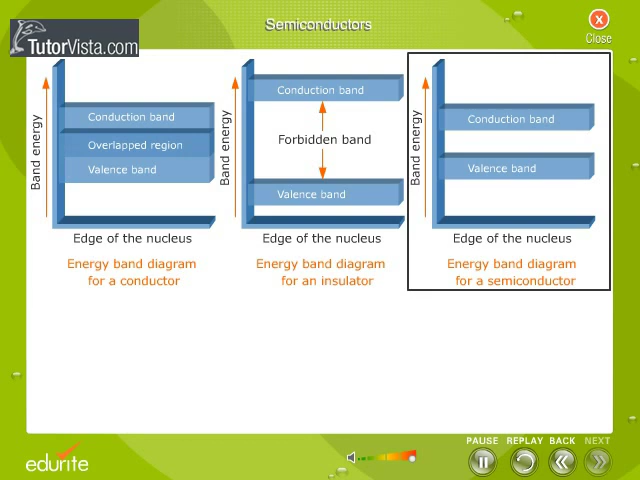 Semiconductors
X
Close
TutorVista.com
Band energy
Conduction band
Overlapped region
Valence band
Edge of the nucleus
Energy band diagram
for a conductor
Band energy
Conduction band
Forbidden band
Valence band
Edge of the nucleus
Energy band diagram
for an insulator
Band energy
Conduction band
Valence band
Edge of the nucleus
Energy band diagram
for a semiconductor
PAUSE REPLAY BACK NEXT
edurite